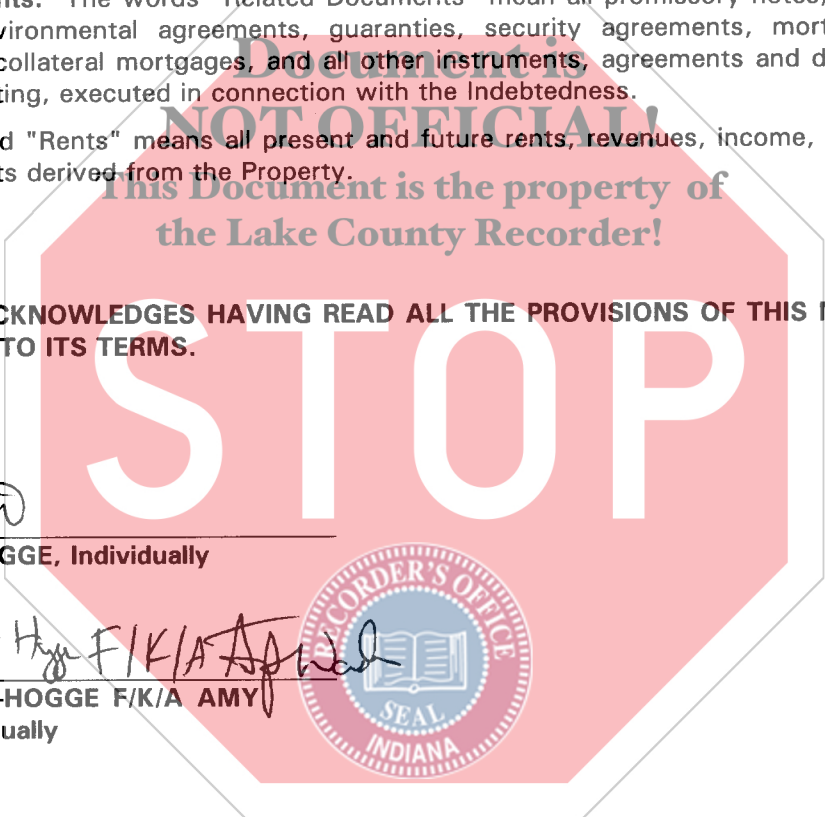 nts. The words "Related Documents" mean all promissory notes,
vironmental agreements, guaranties, security agreements, mort
collateral mortgages, and all other instruments, agreements and d
Document is
ting, executed in connection with the Indebtedness.
NOT OFFICIAL!
d "Rents" means all present and future rents, revenues, income,
ts derived from the Property.
This Document is the property of
the Lake County Recorder!
CKNOWLEDGES HAVING READ ALL THE PROVISIONS OF THIS M
TO ITS TERMS.
STOP
GGE, Individually
RECORDER'S OFFICE
F/K/A
-HOGGE F/K/A AMY
ually
SEAL
INDIANA